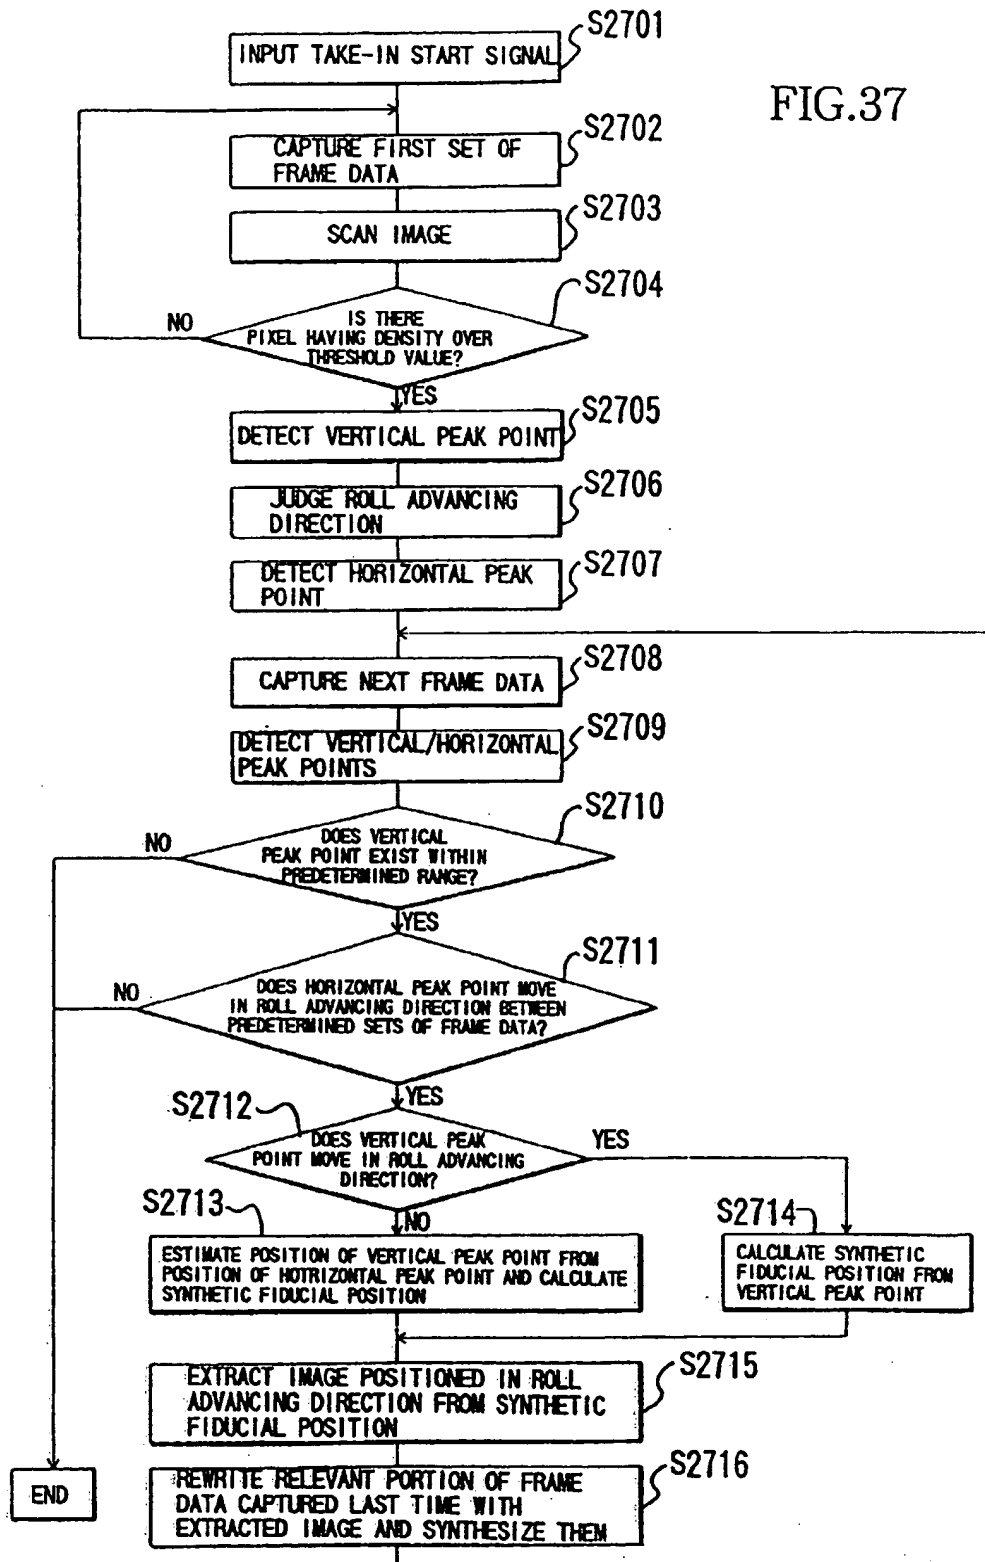 S2701
INPUT TAKE-IN START SIGNAL
FIG.37
S2702
CAPTURE FIRST SET OF
FRAME DATA
S2703
SCAN IMAGE
S2704
NO
IS THERE
PIXEL HAVING DENSITY OVER
THRESHOLD VALUE?
YES
S2705
DETECT VERTICAL PEAK POINT
S2706
JUDGE ROLL ADVANCING
DIRECTION
S2707
DETECT HORIZONTAL PEAK
POINT
S2708
CAPTURE NEXT FRAME DATA
S2709
DETECT VERTICAL/HORIZONTAL
PEAK POINTS
S2710
NO
DOES VERTICAL
PEAK POINT EXIST WITHIN
PREDETERMINED RANGE?
YES
S2711
NO
DOES HORIZONTAL PEAK POINT MOVE
IN ROLL ADVANCING DIRECTION BETWEEN
PREDETERMINED SETS OF FRAME DATA?
YES
S2712
DOES VERTICAL PEAK
POINT MOVE IN ROLL ADVANCING
DIRECTION?
YES
S2713
NO
ESTIMATE POSITION OF VERTICAL PEAK POINT FROM
POSITION OF HOTRIZONTAL PEAK POINT AND CALCULATE
SYNTHETIC FIDUCIAL POSITION
S2714
CALCULATE SYNTHETIC
FIDUCIAL POSITION FROM
VERTICAL PEAK POINT
S2715
EXTRACT IMAGE POSITIONED IN ROLL
ADVANCING DIRECTION FROM SYNTHETIC
FIDUCIAL POSITION
S2716
REWRITE RELEVANT PORTION OF FRAME
DATA CAPTURED LAST TIME WITH
EXTRACTED IMAGE AND SYNTHESIZE THEM
END